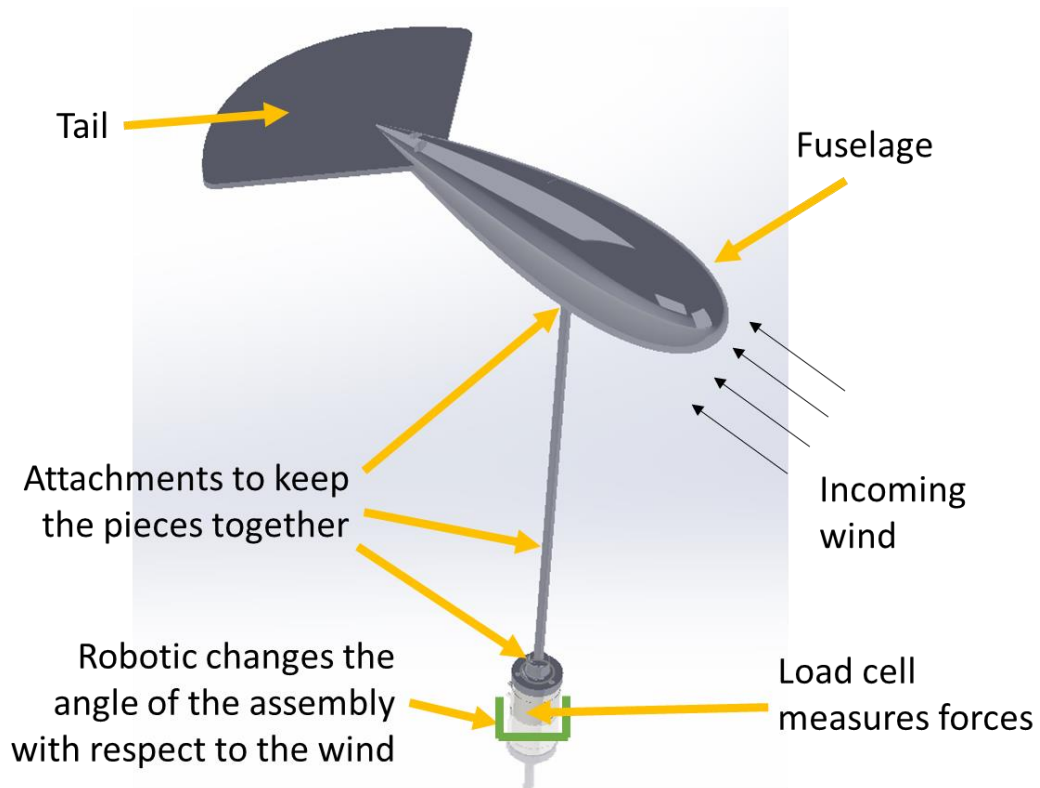 Tail
Fuselage
Attachments to keep
the pieces together
Incoming
wind
Robotic changes the
angle of the assembly
with respect to the wind
Load cell
measures forces